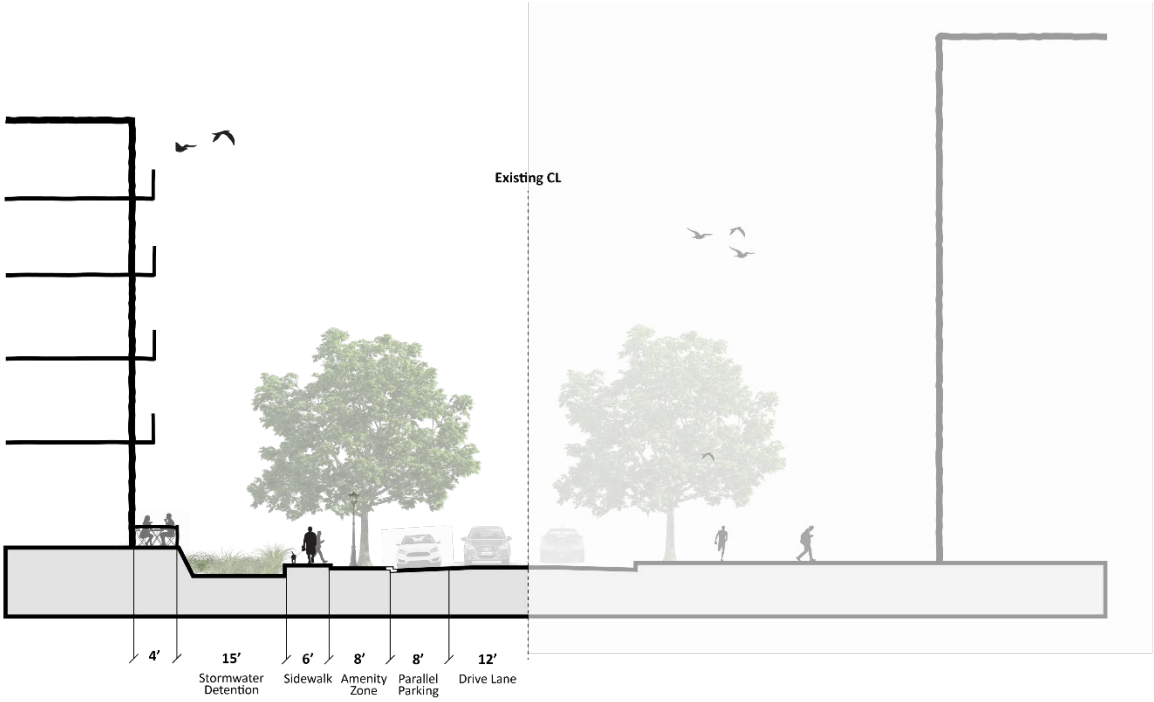 Existing CL
4’
15’
6’
8’
8’
12’
Stormwater
Detention
Sidewalk
Amenity
Zone
Parallel
Parking
Drive Lane